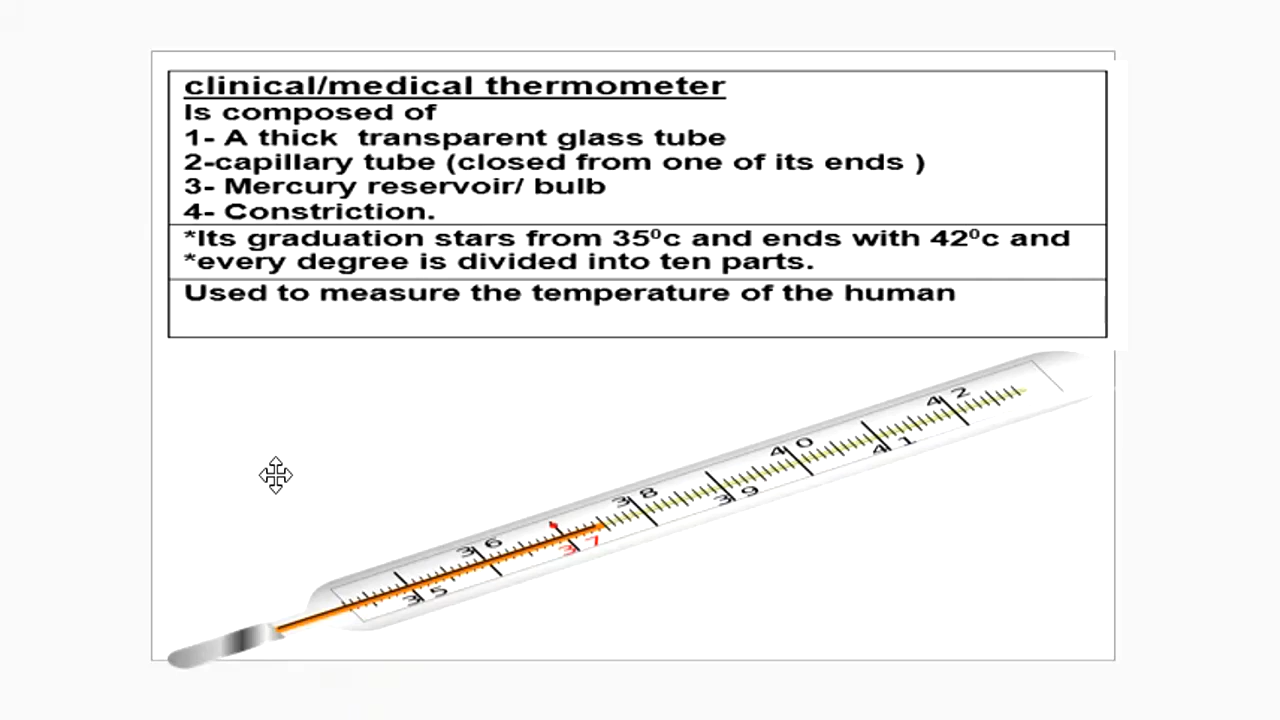 clinical/medical thermometer
Is composed of
1- A thick transparent glass tube
2-capillary tube (closed from one of its ends )
3- Mercury reservoir/ bulb
4- Constriction.
*Its graduation stars from 35⁰c and ends with 42⁰c and
*every degree is divided into ten parts.
Used to measure the temperature of the human
35
36
37
38
39
40
41
42